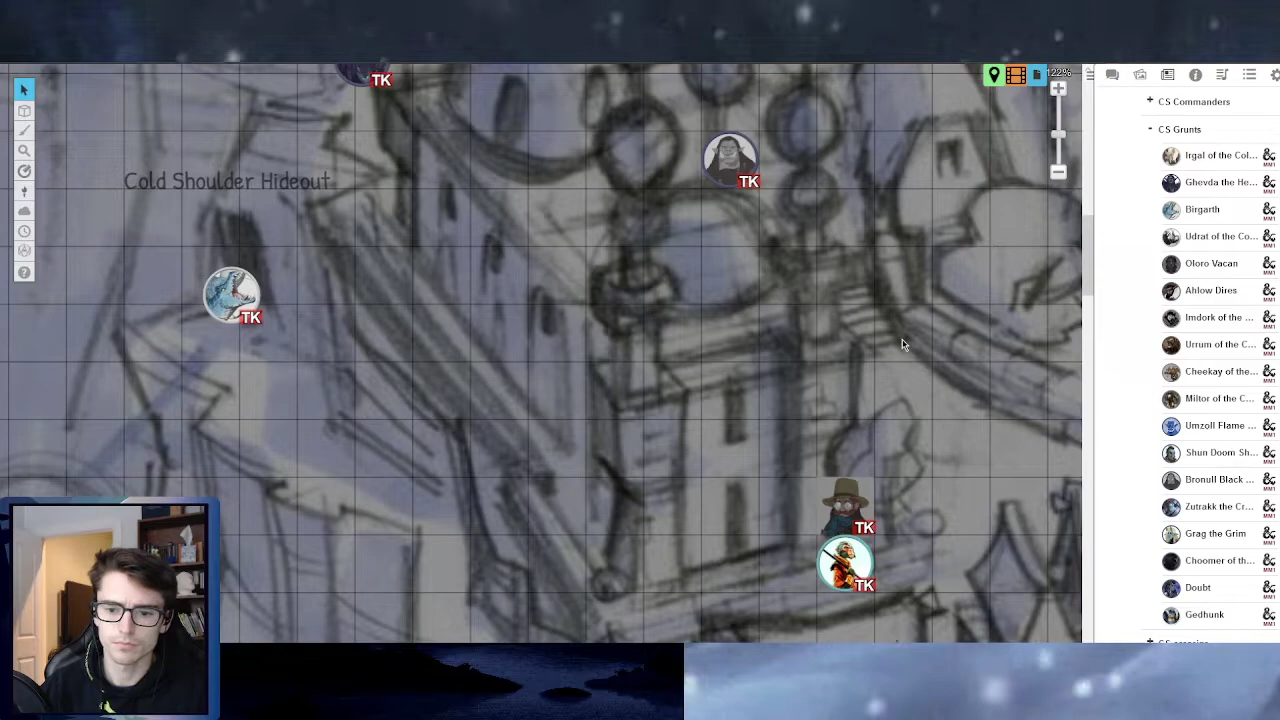 TK
122%
CS Commanders
CS Grunts
TK
Irgal of the Col...
Cold Shoulder Hideout
Ghevda the He...
Birgarth
Udrat of the Co...
Oloro Vacan
TK
Ahlow Dires
Imdork of the ...
Urrum of the C...
Cheekay of the...
Miltor of the C...
Umzoll Flame ...
Shun Doom Sh...
Bronull Black ...
Zutrakk the Cr...
TK
Grag the Grim
Choomer of th...
TK
Doubt
Gedhunk